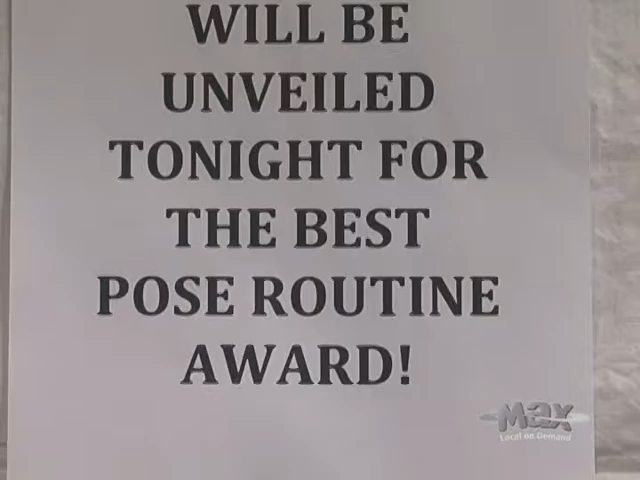 WILL BE
UNVEILED
TONIGHT FOR
THE BEST
POSE ROUTINE
AWARD!
Max
Local on Demand